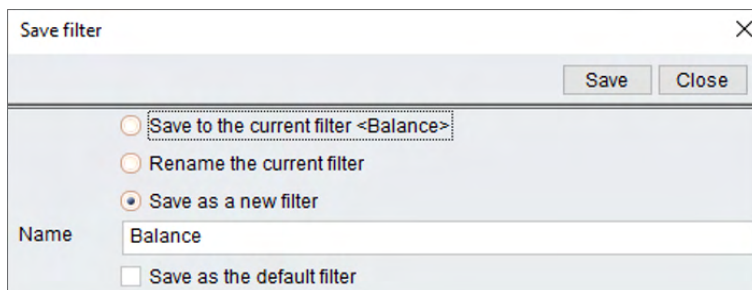 Save filter
Save Close
Save to the current filter <Balance>
Rename the current filter
Save as a new filter
Name Balance
Save as the default filter